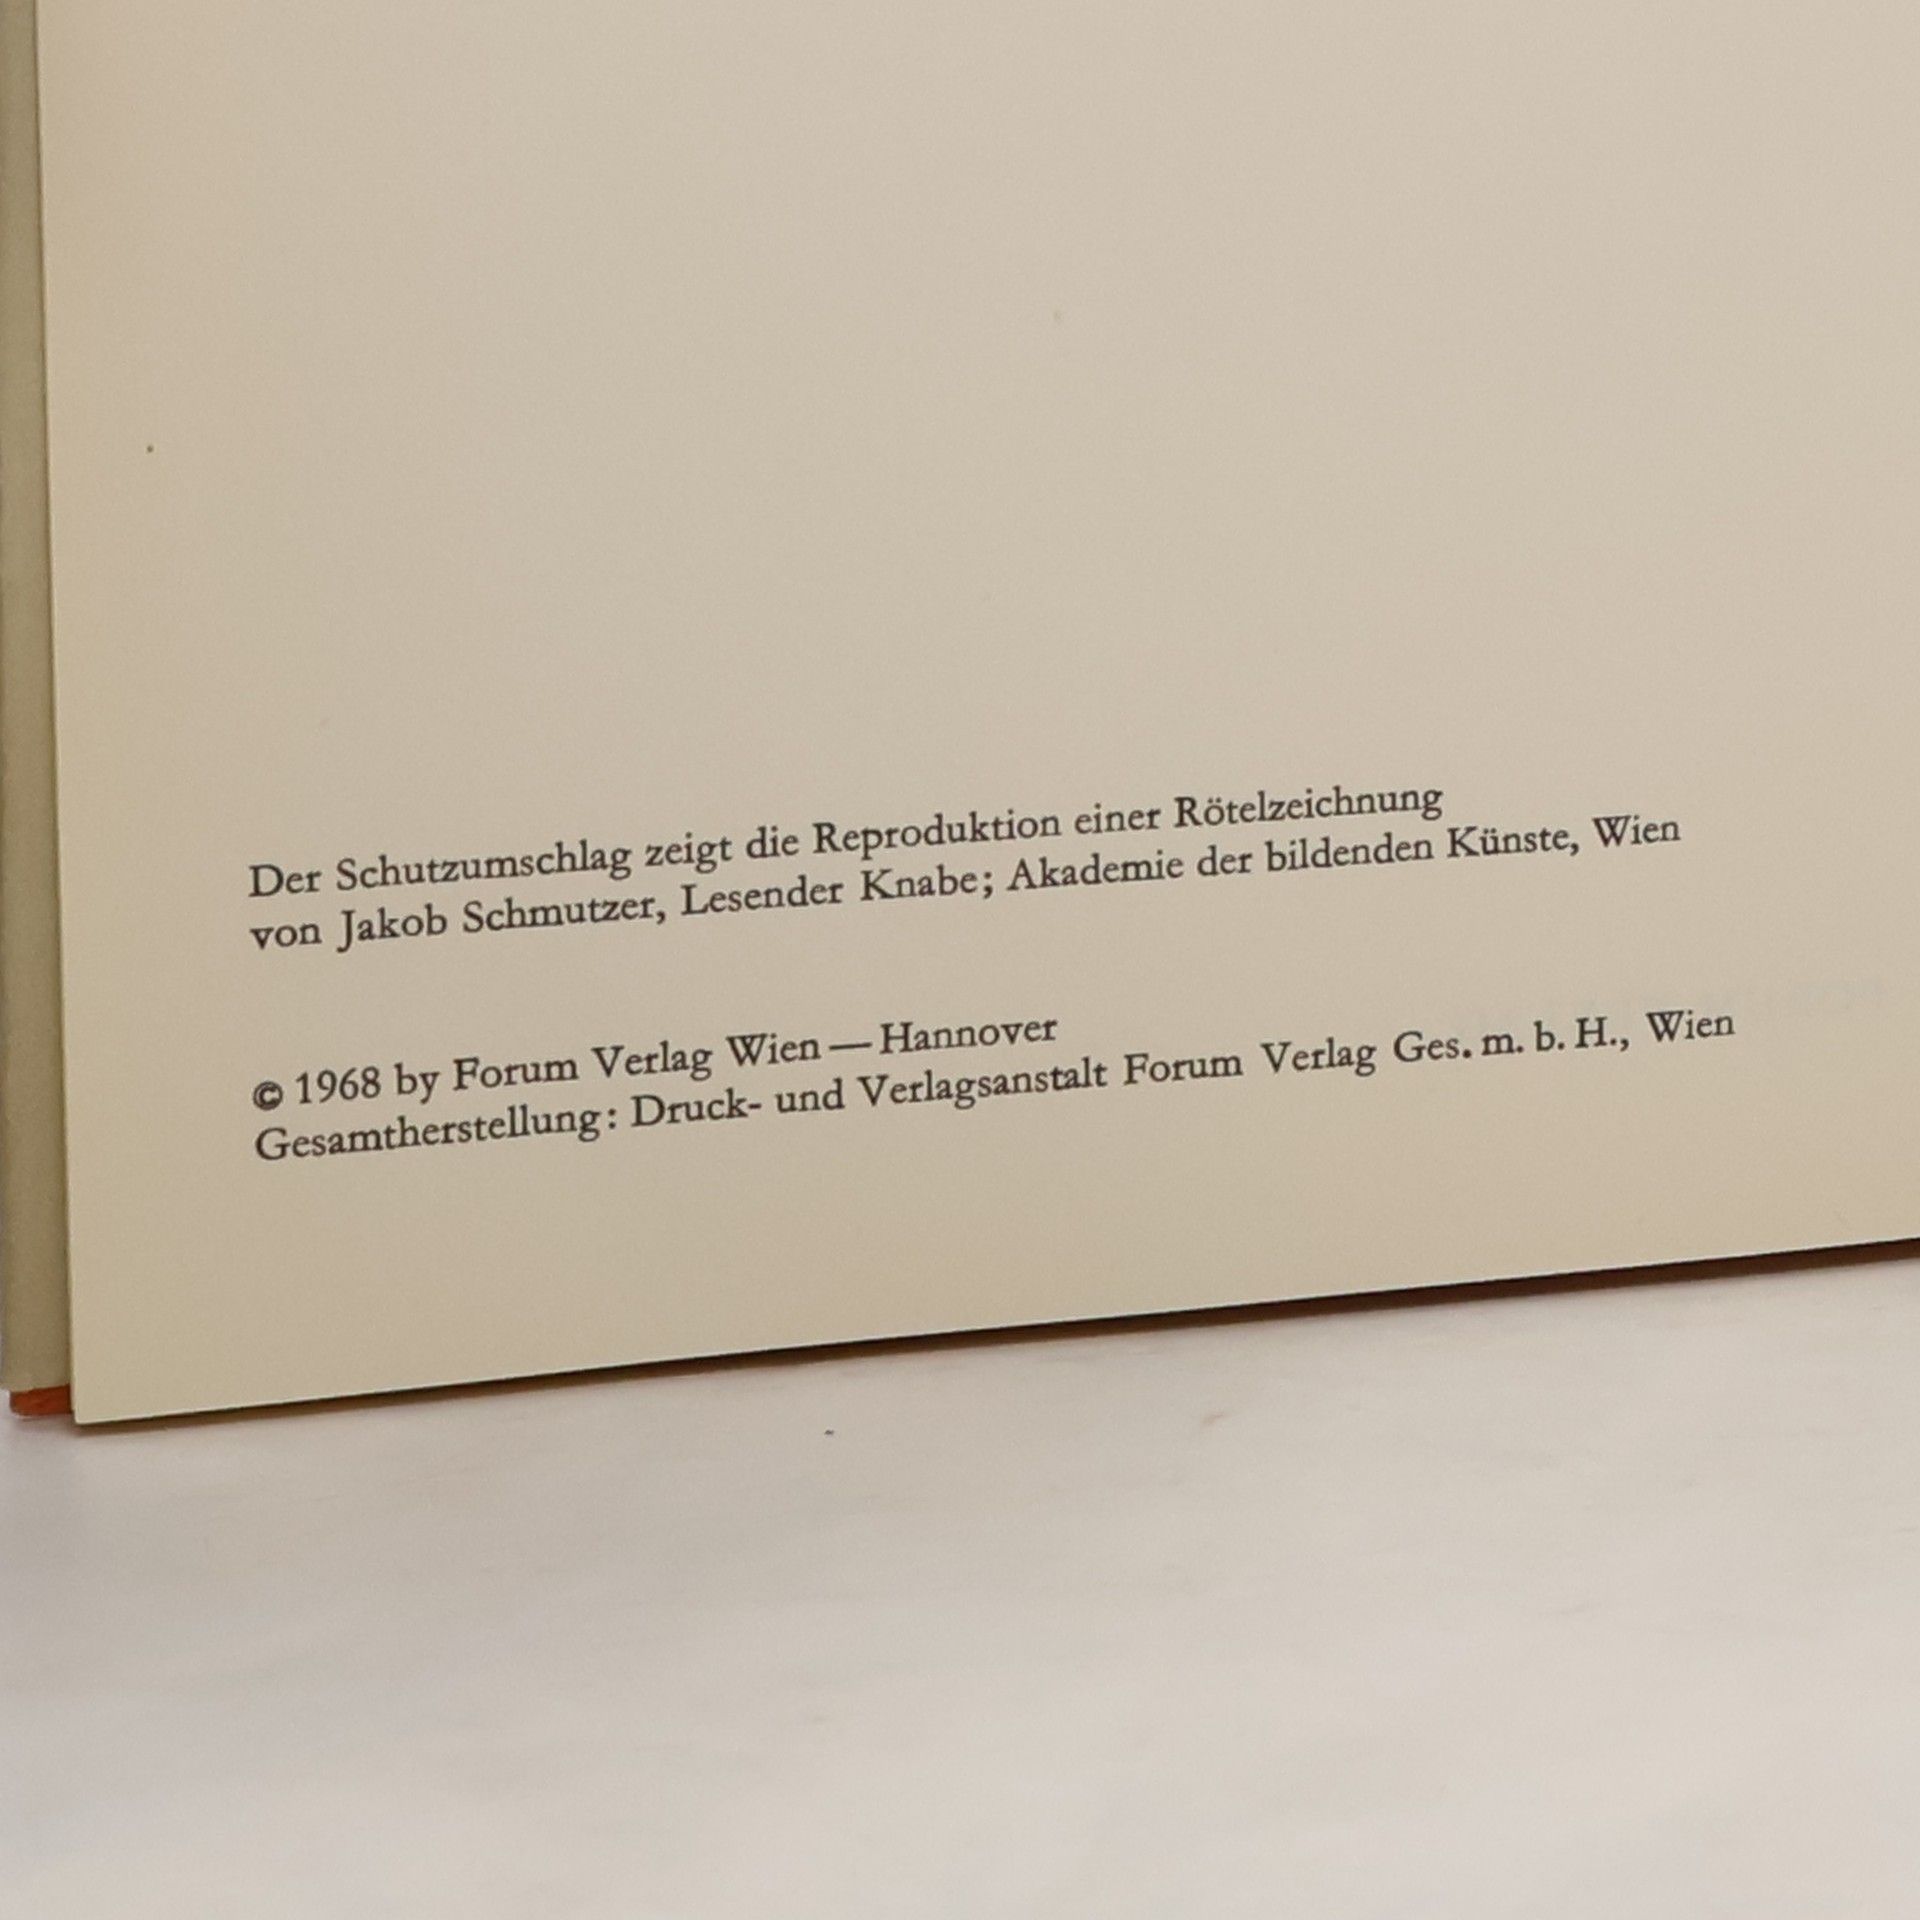 Der Schutzumschlag zeigt die Reproduktion einer Rötelzeichnung
von Jakob Schmutzer, Lesender Knabe; Akademie der bildenden Künste, Wien
© 1968 by Forum Verlag Wien — Hannover
Gesamtherstellung: Druck- und Verlagsanstalt Forum Verlag Ges. m. b. H., Wien